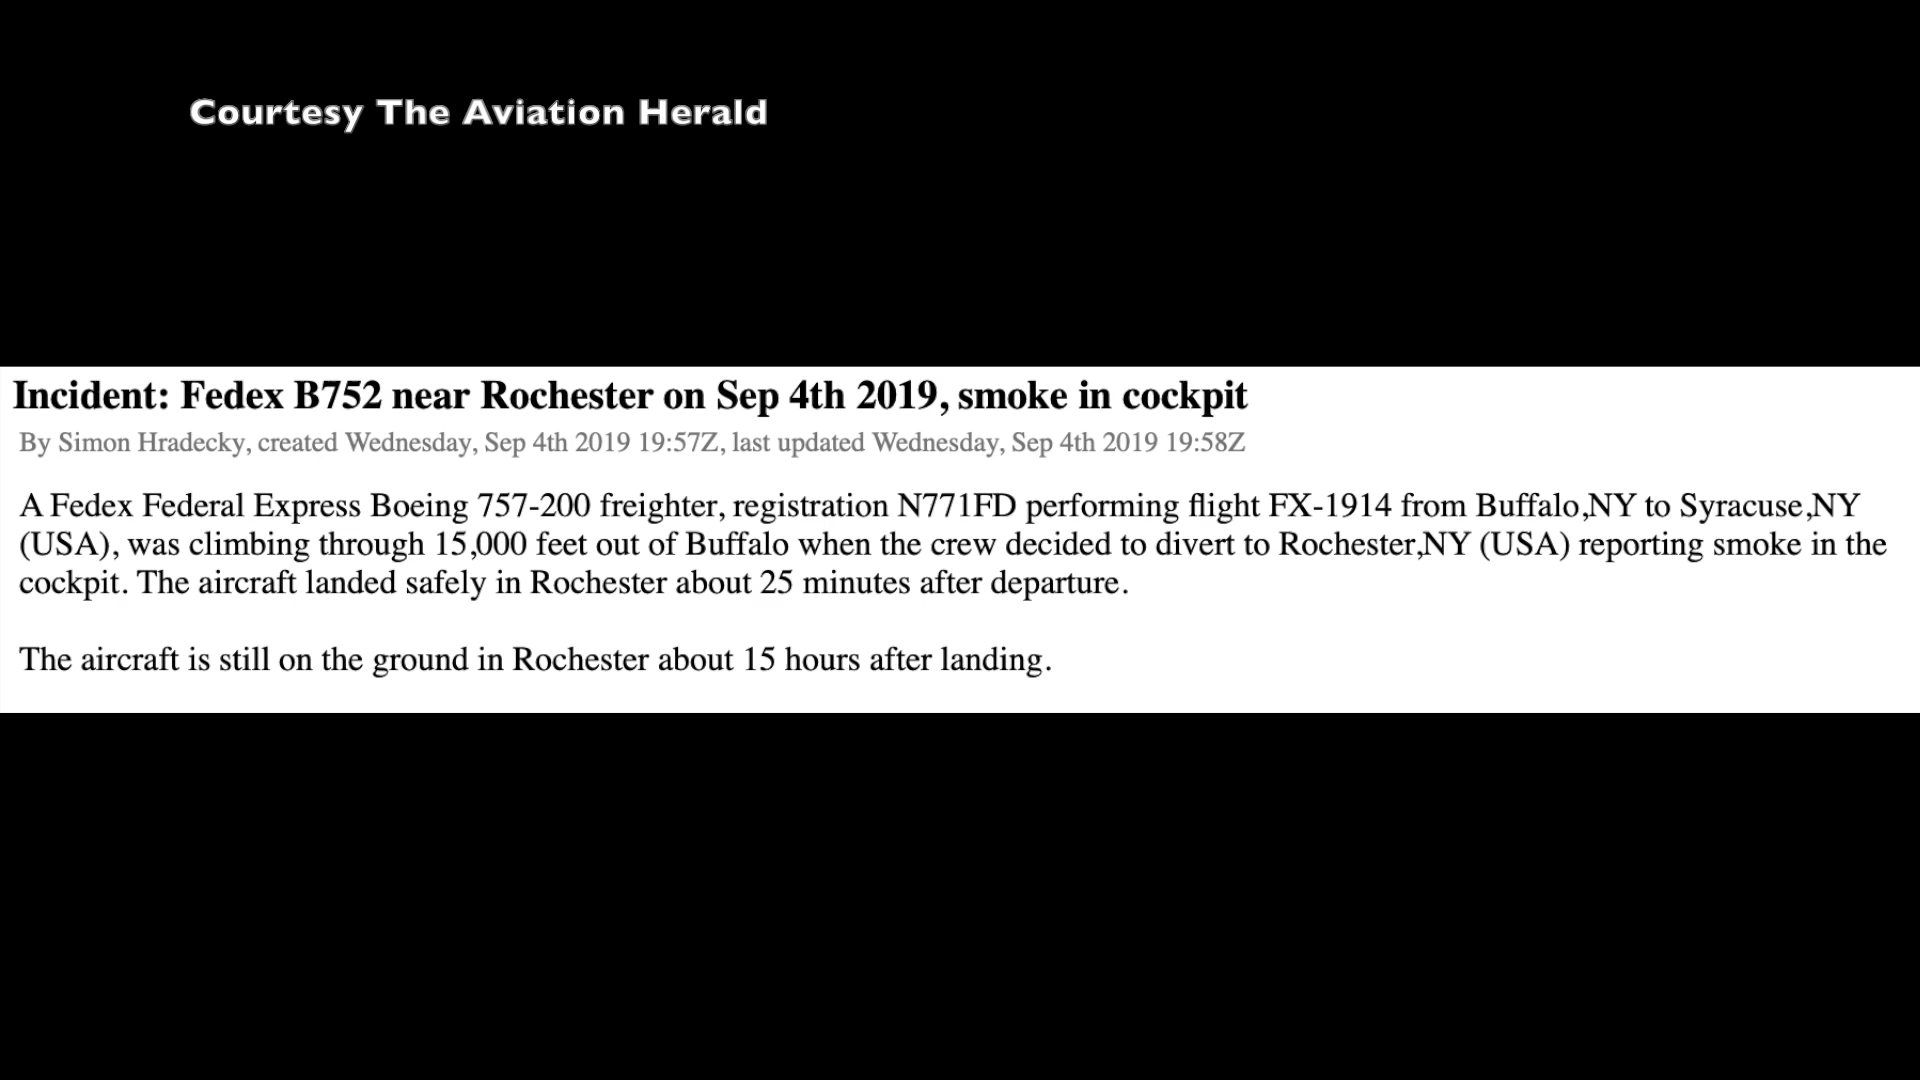 Courtesy The Aviation Herald
Incident: Fedex B752 near Rochester on Sep 4th 2019, smoke in cockpit
By Simon Hradecky, created Wednesday, Sep 4th 2019 19:57Z, last updated Wednesday, Sep 4th 2019 19:58Z
A Fedex Federal Express Boeing 757-200 freighter, registration N771FD performing flight FX-1914 from Buffalo,NY to Syracuse,NY
(USA), was climbing through 15,000 feet out of Buffalo when the crew decided to divert to Rochester,NY (USA) reporting smoke in the
cockpit. The aircraft landed safely in Rochester about 25 minutes after departure.
The aircraft is still on the ground in Rochester about 15 hours after landing.